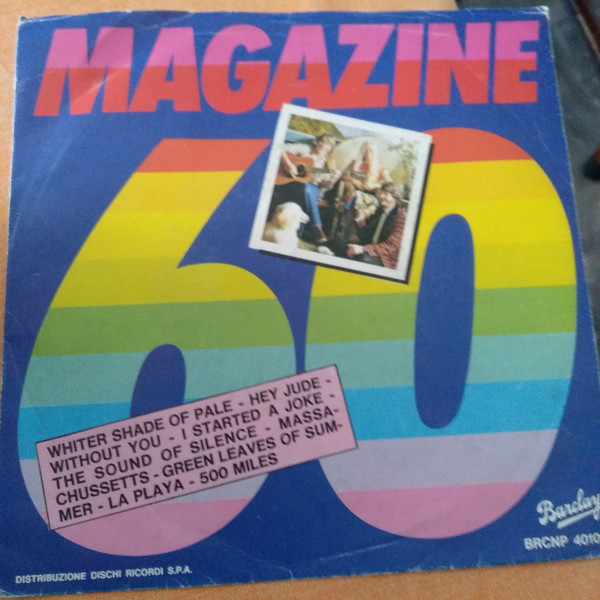 MAGAZINE
60
WHITER SHADE OF PALE - HEY JUDE -
WITHOUT YOU - I STARTED A JOKE -
THE SOUND OF SILENCE - MASSA-
CHUSSETTS - GREEN LEAVES OF SUM-
MER - LA PLAYA - 500 MILES
Barclay
BRCNP 4010
DISTRIBUZIONE DISCHI RICORDI S.P.A.